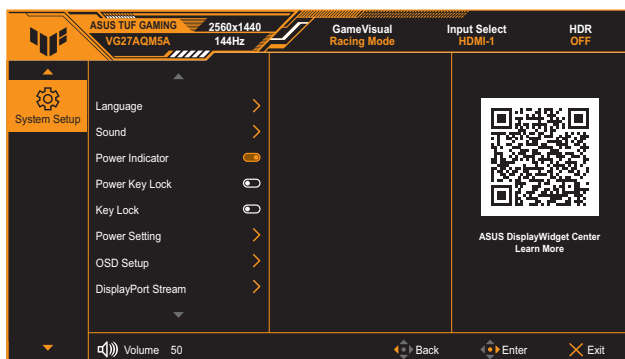 ASUS TUF GAMING
VG27AQM5A
2560x1440
144Hz
GameVisual
Racing Mode
Input Select
HDMI-1
HDR
OFF
System Setup
Language
Sound
Power Indicator
Power Key Lock
Key Lock
Power Setting
OSD Setup
DisplayPort Stream
ASUS DisplayWidget Center
Learn More
Volume 50
Back
Enter
Exit